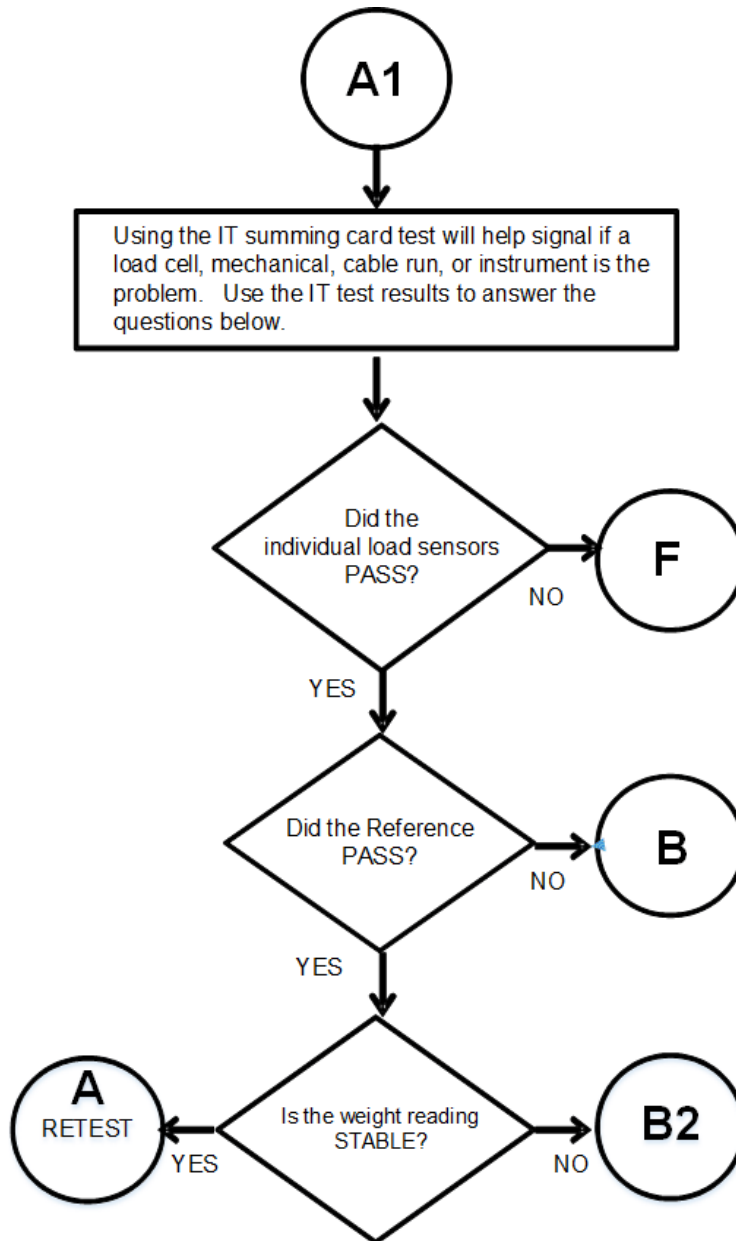 A1
Using the IT summing card test will help signal if a
load cell, mechanical, cable run, or instrument is the
problem.   Use the IT test results to answer the
questions below.
Did the
individual load sensors
PASS?
NO
F
YES
Did the Reference
PASS?
NO
B
YES
Is the weight reading
STABLE?
YES
A
RETEST
NO
B2